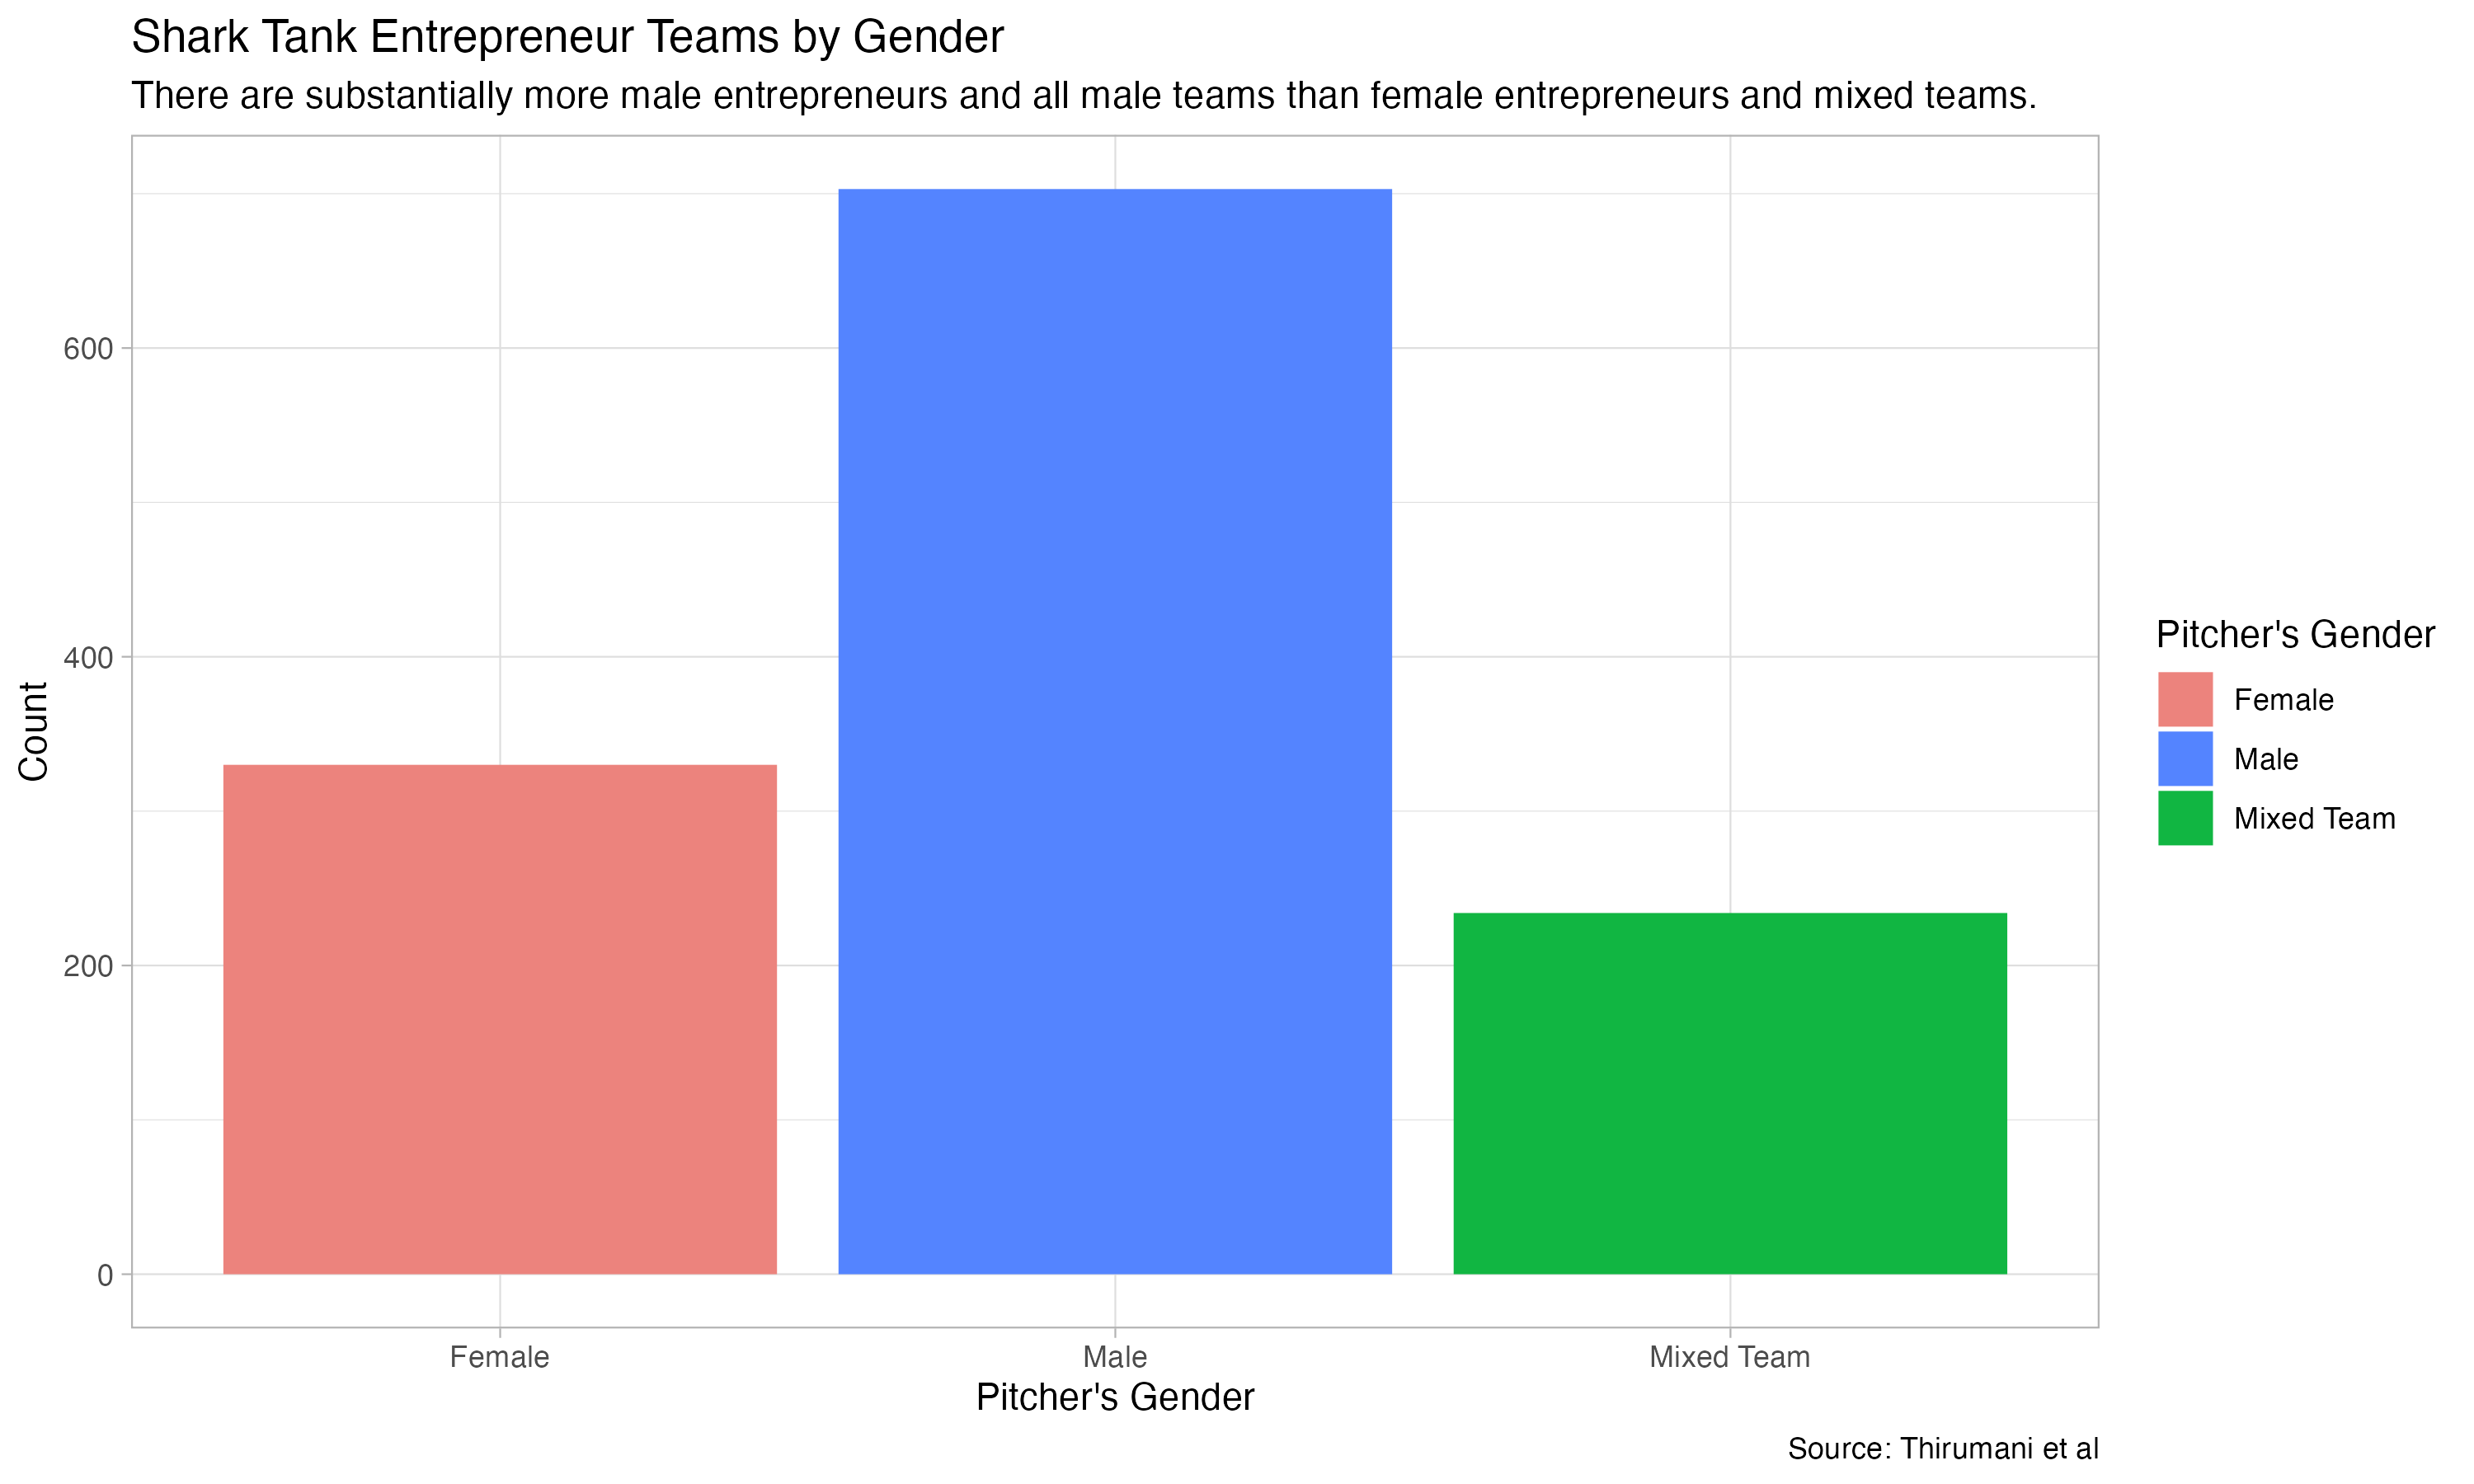 Shark Tank Entrepreneur Teams by Gender
There are substantially more male entrepreneurs and all male teams than female entrepreneurs and mixed teams.
600
400
200
0
Count
Female
Male
Mixed Team
Pitcher's Gender
Pitcher's Gender
Female
Male
Mixed Team
Source: Thirumani et al